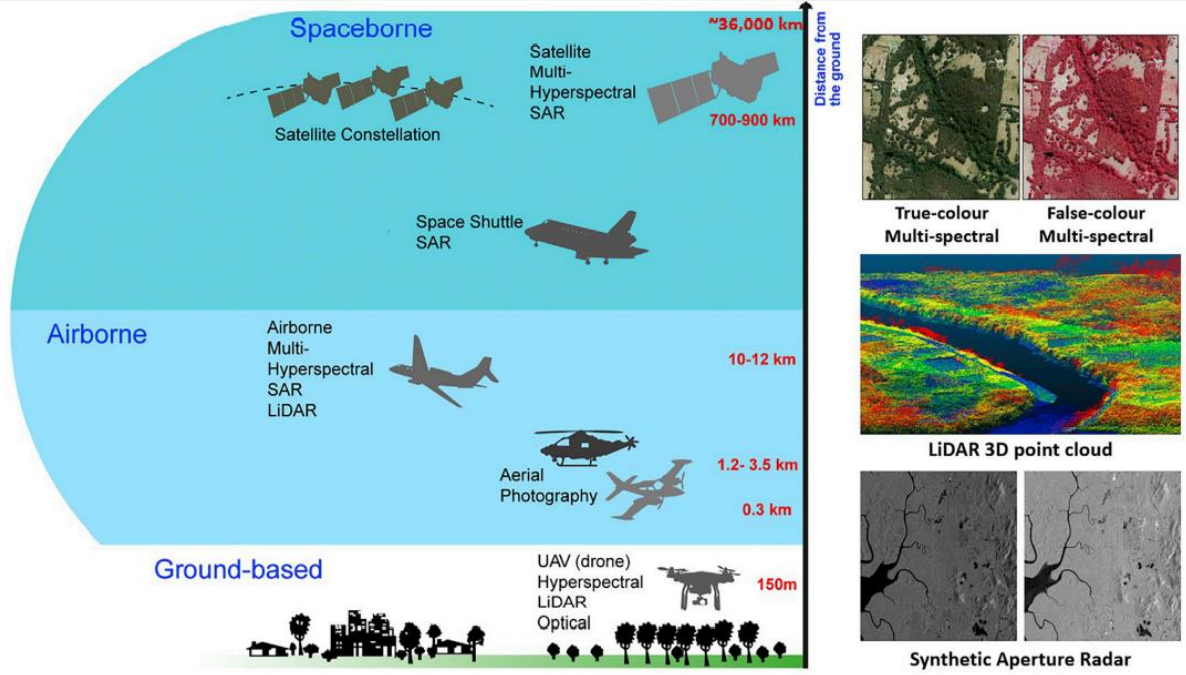 Spaceborne
~36,000 km
Distance from
the ground
Satellite
Multi-
Hyperspectral
SAR
700-900 km
Satellite Constellation
Space Shuttle
SAR
Airborne
Airborne
Multi-
Hyperspectral
SAR
LiDAR
10-12 km
Aerial
Photography
1.2- 3.5 km
0.3 km
Ground-based
UAV (drone)
Hyperspectral
LiDAR
Optical
150m
True-colour
Multi-spectral
False-colour
Multi-spectral
LiDAR 3D point cloud
Synthetic Aperture Radar